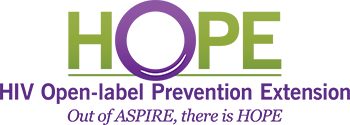 HOPE
HIV Open-label Prevention Extension
Out of ASPIRE, there is HOPE